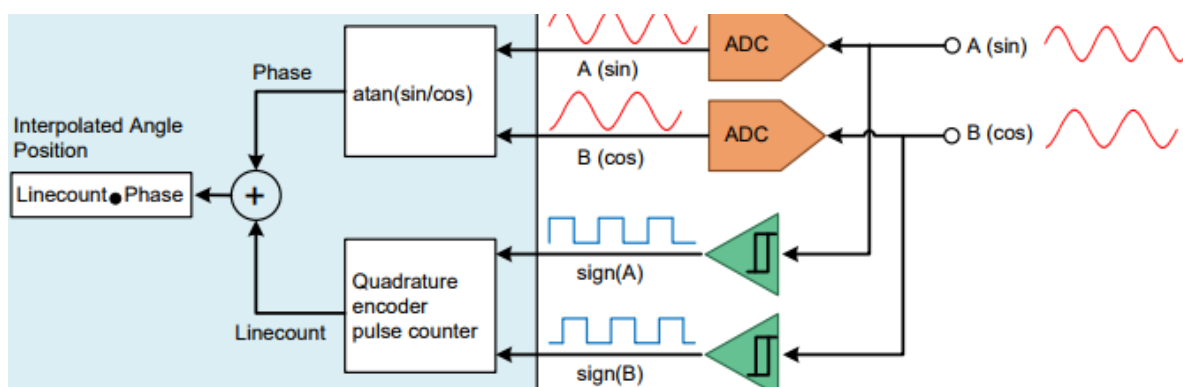 ADC
A (sin)
A (sin)
Phase
atan(sin/cos)
Interpolated Angle
Position
ADC
B (cos)
B (cos)
Linecount●Phase
+
sign(A)
Quadrature
encoder
pulse counter
Linecount
sign(B)